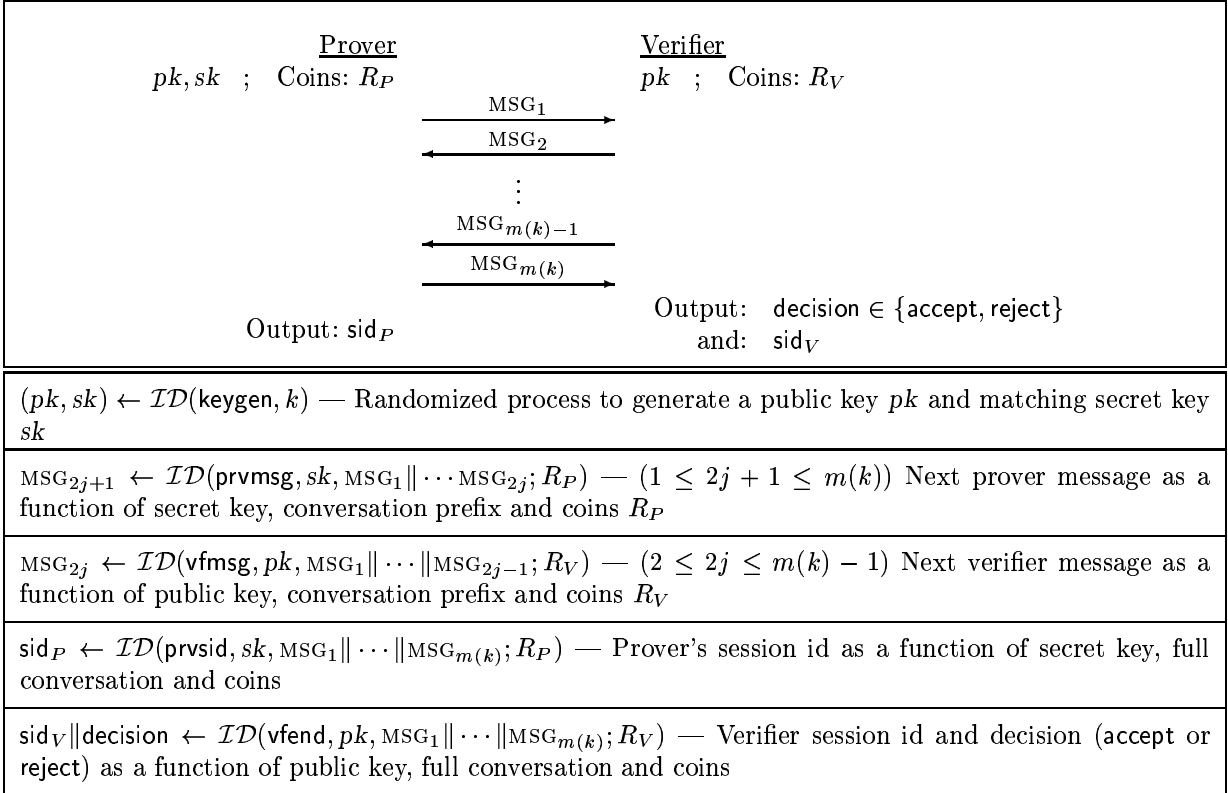 Prover Verifier
pk, sk ; Coins: R_P pk ; Coins: R_V
MSG_1
MSG_2
⋮
MSG_{m(k)−1}
MSG_{m(k)}
Output: decision ∈ {accept, reject}
Output: sid_P
and: sid_V
(pk, sk) ← 𝓘𝓓(keygen, k) — Randomized process to generate a public key pk and matching secret key
sk
MSG_{2j+1} ← 𝓘𝓓(prvmsg, sk, MSG_1‖ ⋯ MSG_{2j}; R_P) — (1 ≤ 2j + 1 ≤ m(k)) Next prover message as a
function of secret key, conversation prefix and coins R_P
MSG_{2j} ← 𝓘𝓓(vfmsg, pk, MSG_1‖ ⋯ ‖MSG_{2j−1}; R_V) — (2 ≤ 2j ≤ m(k) − 1) Next verifier message as a
function of public key, conversation prefix and coins R_V
sid_P ← 𝓘𝓓(prvsid, sk, MSG_1‖ ⋯ ‖MSG_{m(k)}; R_P) — Prover's session id as a function of secret key, full
conversation and coins
sid_V‖decision ← 𝓘𝓓(vfend, pk, MSG_1‖ ⋯ ‖MSG_{m(k)}; R_V) — Verifier session id and decision (accept or
reject) as a function of public key, full conversation and coins